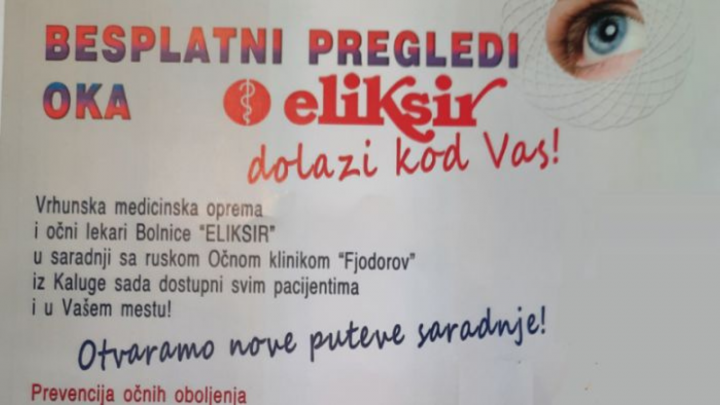 BESPLATNI PREGLEDI
OKA eliksir
dolazi kod Vas!
Vrhunska medicinska oprema
i očni lekari Bolnice "ELIKSIR"
u saradnji sa ruskom Očnom klinikom "Fjodorov"
iz Kaluge sada dostupni svim pacijentima
i u Vašem mestu!
Otvaramo nove puteve saradnje!
Prevencija očnih oboljenja